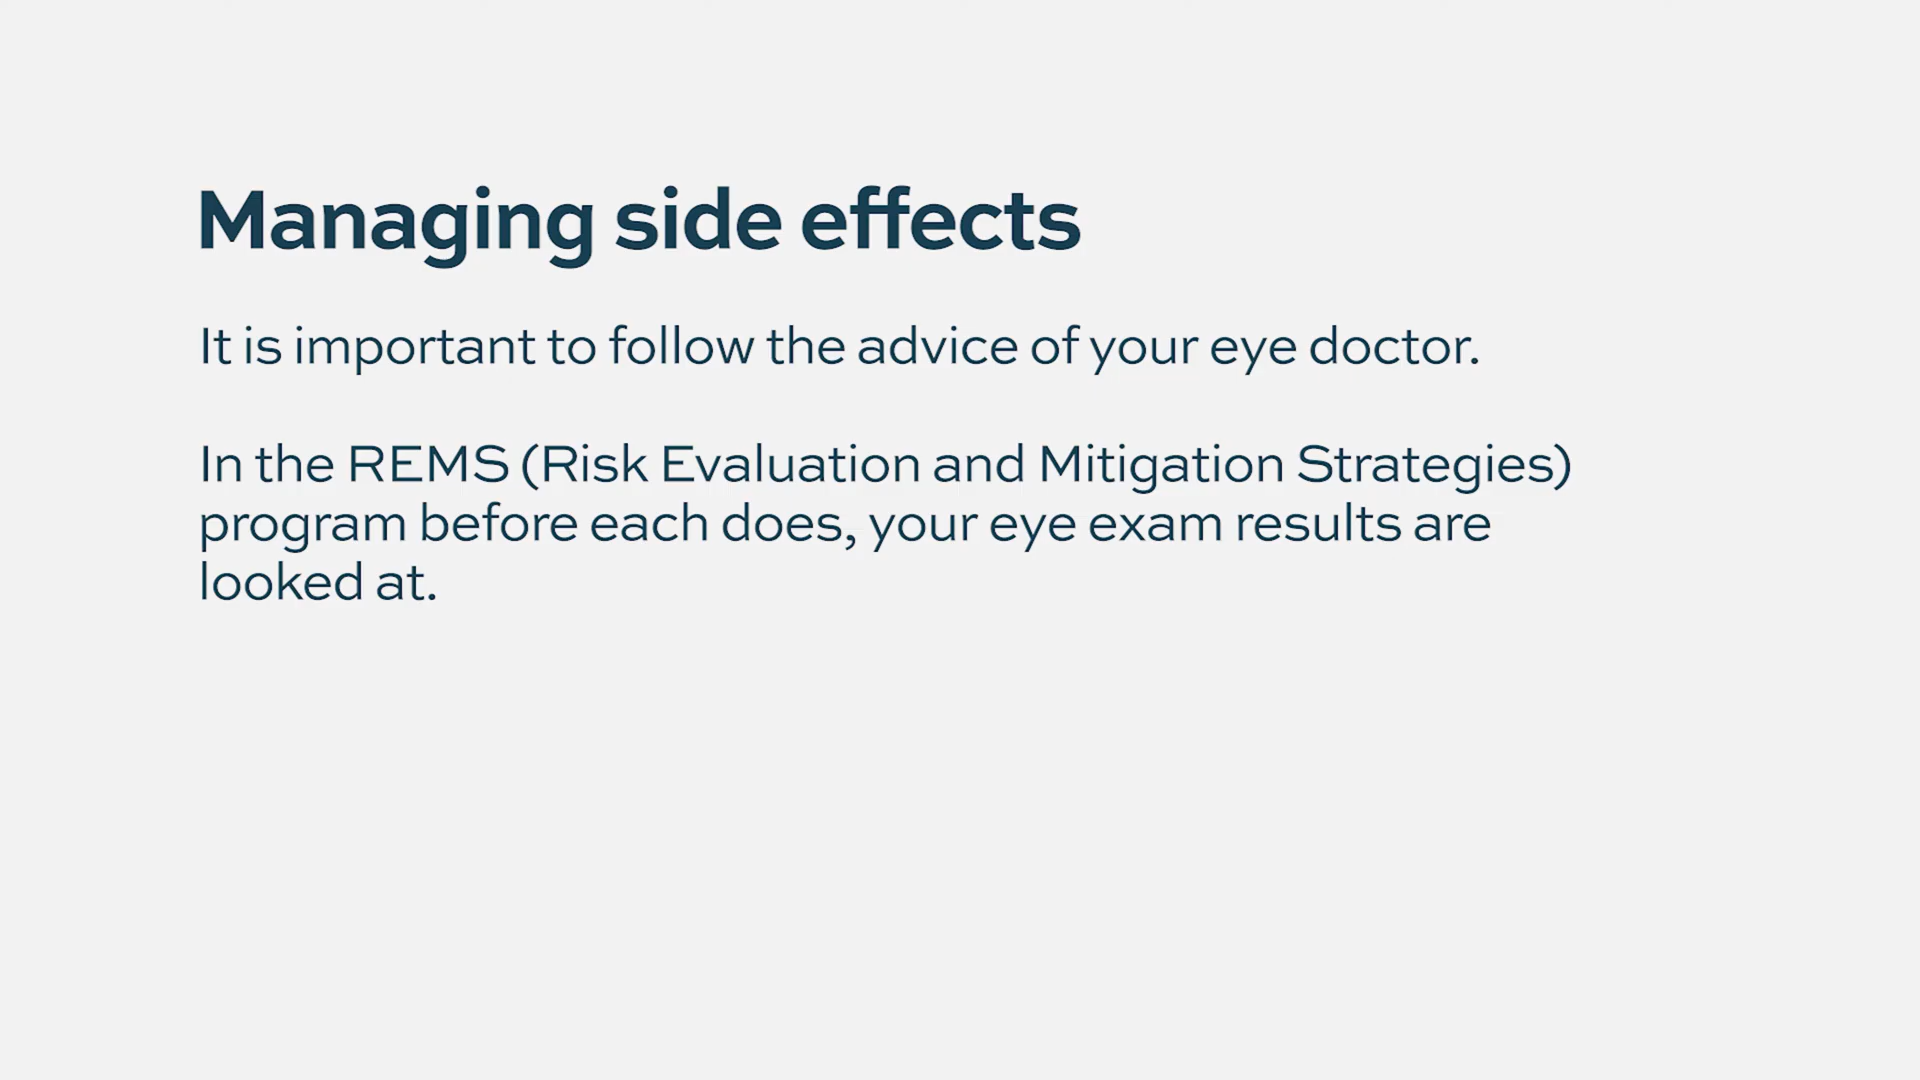 Managing side effects
It is important to follow the advice of your eye doctor.
In the REMS (Risk Evaluation and Mitigation Strategies)
program before each does, your eye exam results are
looked at.